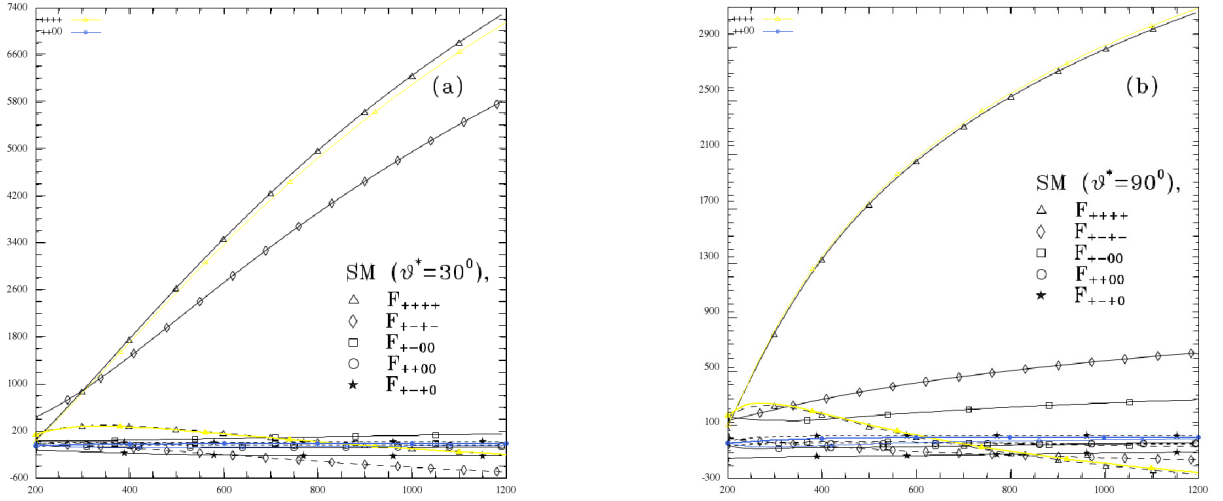 7400
6600
5800
5000
4200
3400
2600
1800
1000
200
-600
200 400 600 800 1000 1200
++++
++00
(a)
SM (ϑ*=30⁰),
F++++
F+-+-
F+-00
F++00
F+-+0
2900
2500
2100
1700
1300
900
500
100
-300
200 400 600 800 1000 1200
++++
++00
(b)
SM (ϑ*=90⁰),
F++++
F+-+-
F+-00
F++00
F+-+0